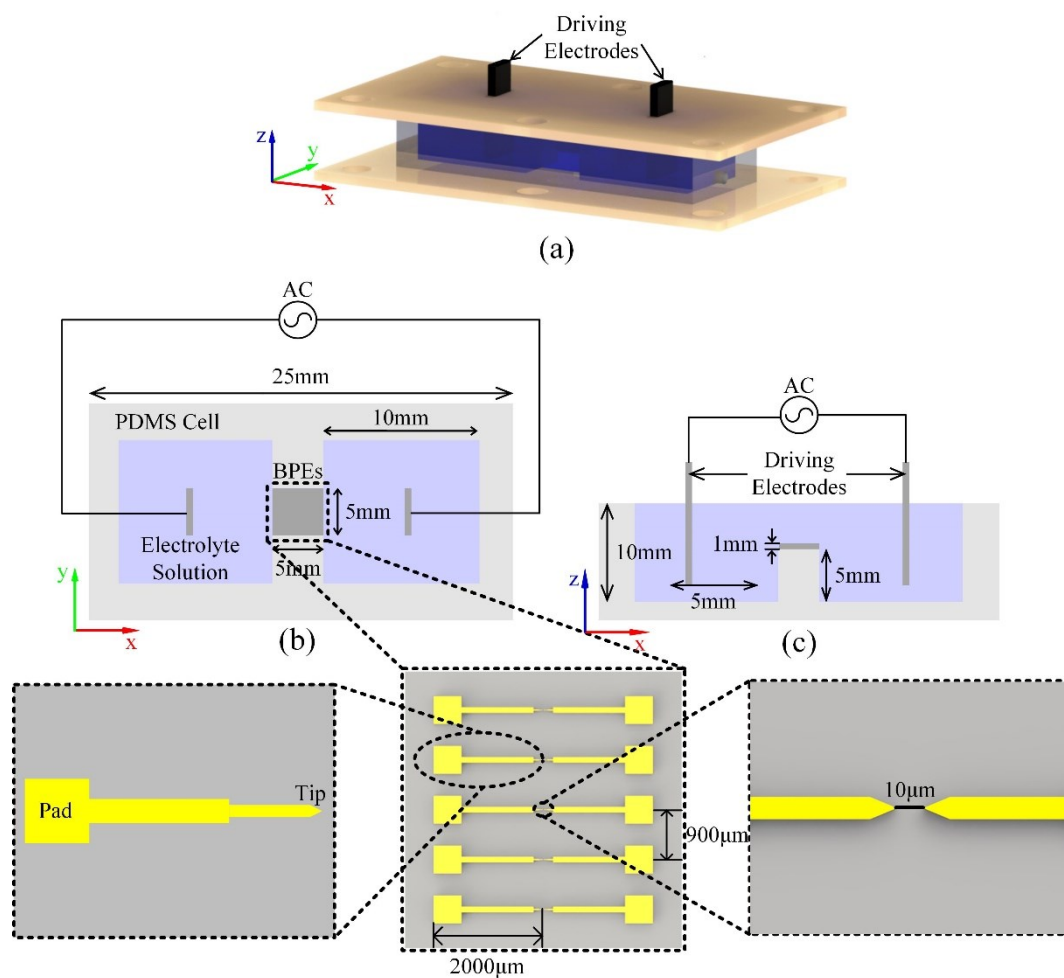 Driving
Electrodes
z
y
x
(a)
AC
25mm
PDMS Cell
10mm
BPEs
5mm
Electrolyte
Solution
5mm
y
x
(b)
AC
Driving
Electrodes
10mm
1mm
5mm
5mm
z
x
(c)
Pad
Tip
900μm
2000μm
10μm